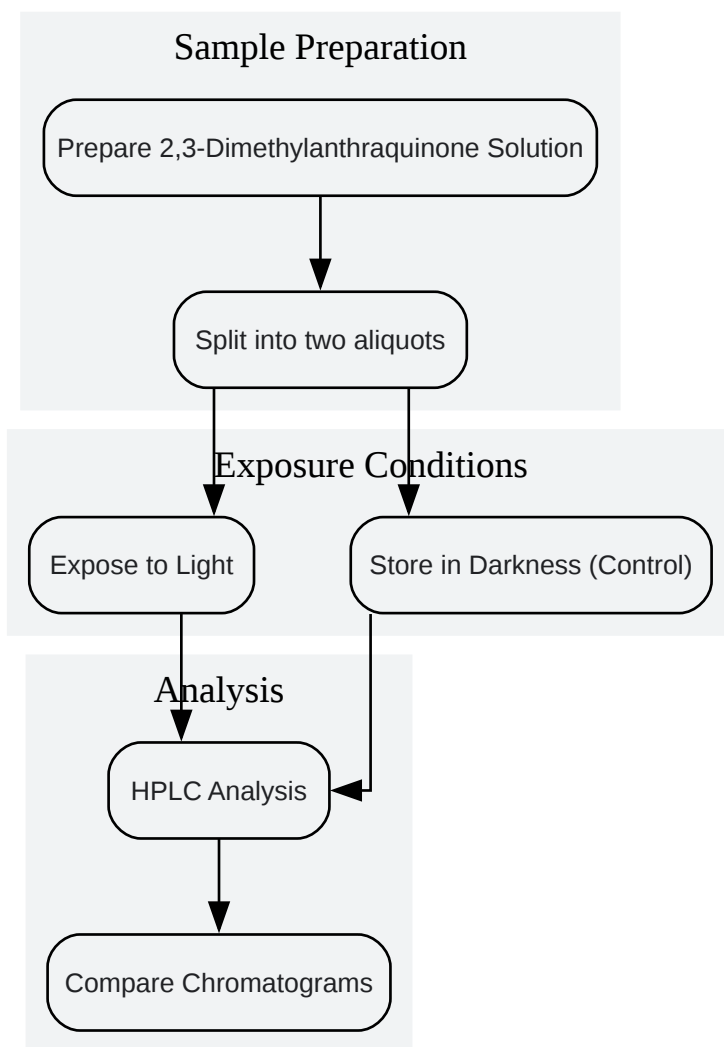 Sample Preparation
Prepare 2,3-Dimethylanthraquinone Solution
Split into two aliquots
Exposure Conditions
Expose to Light
Store in Darkness (Control)
Analysis
HPLC Analysis
Compare Chromatograms